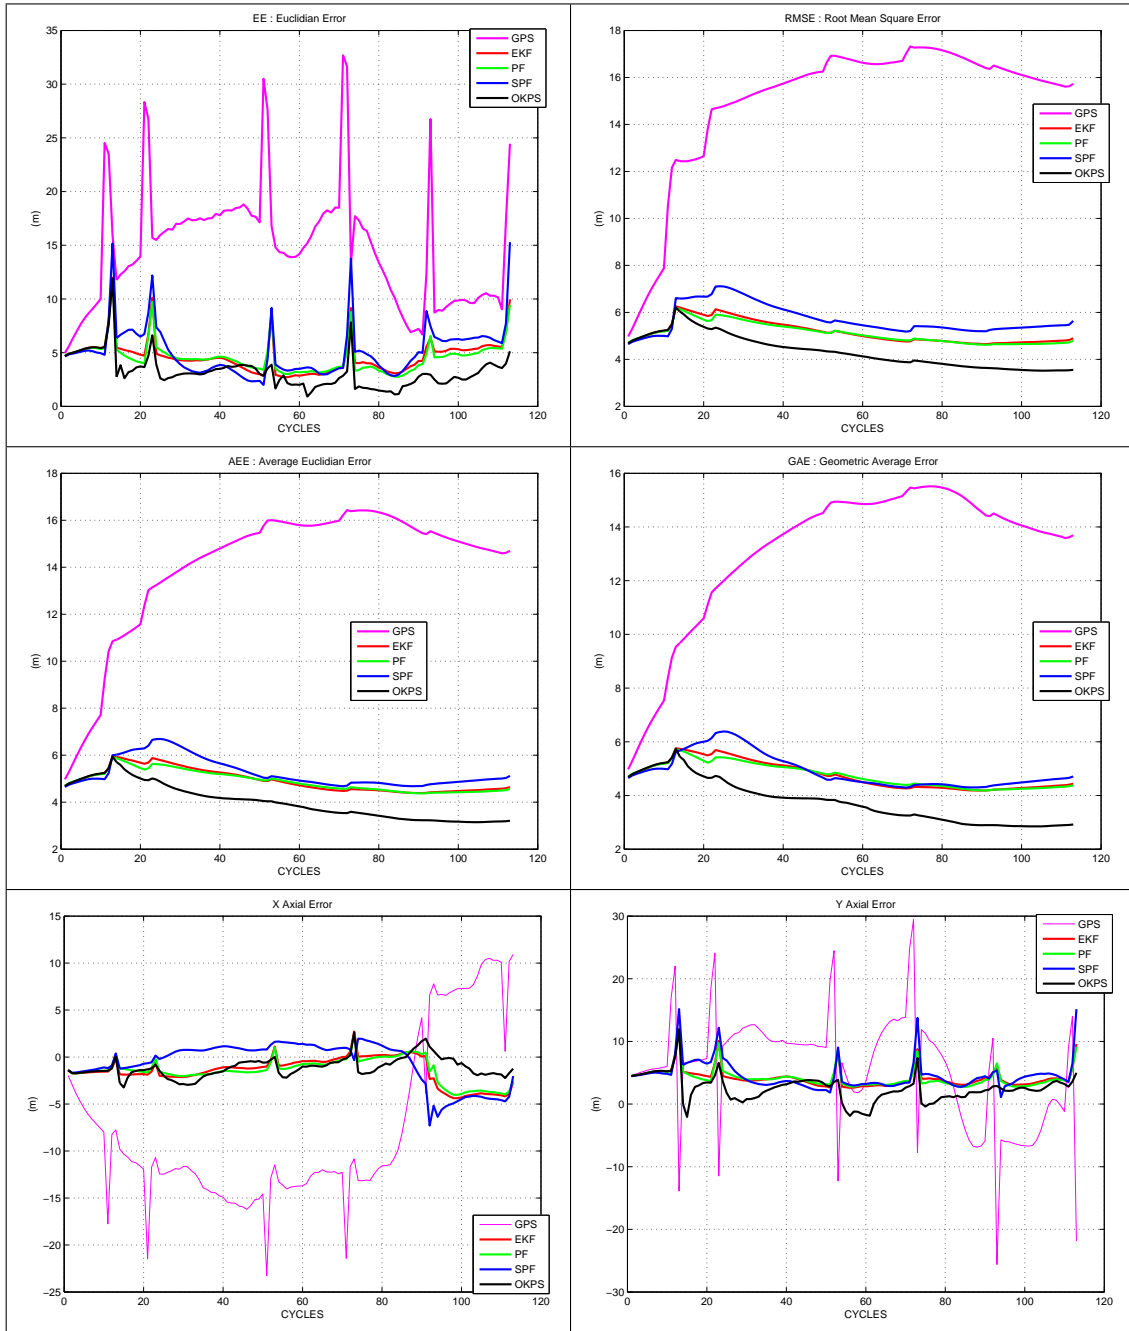 EE : Euclidian Error
35
30
25
20
15
10
5
0
(m)
0 20 40 60 80 100 120
CYCLES
GPS
EKF
PF
SPF
OKPS
RMSE : Root Mean Square Error
18
16
14
12
10
8
6
4
2
(m)
0 20 40 60 80 100 120
CYCLES
GPS
EKF
PF
SPF
OKPS
AEE : Average Euclidian Error
18
16
14
12
10
8
6
4
2
(m)
0 20 40 60 80 100 120
CYCLES
GPS
EKF
PF
SPF
OKPS
GAE : Geometric Average Error
16
14
12
10
8
6
4
2
(m)
0 20 40 60 80 100 120
CYCLES
GPS
EKF
PF
SPF
OKPS
X Axial Error
15
10
5
0
−5
−10
−15
−20
−25
(m)
0 20 40 60 80 100 120
CYCLES
GPS
EKF
PF
SPF
OKPS
Y Axial Error
30
20
10
0
−10
−20
−30
(m)
0 20 40 60 80 100 120
CYCLES
GPS
EKF
PF
SPF
OKPS